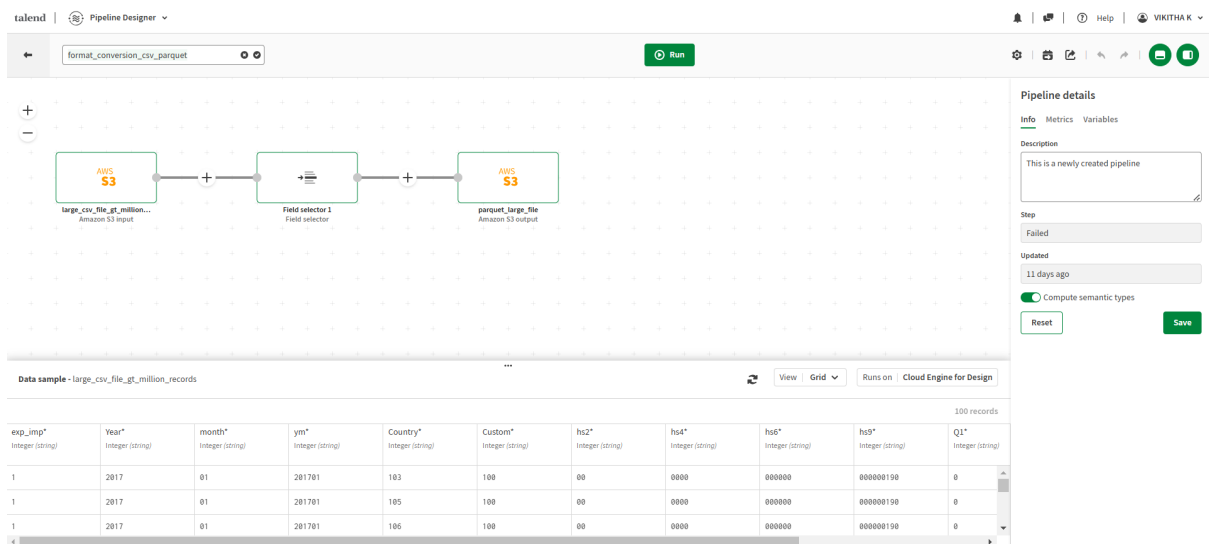 talend
Pipeline Designer
Help
VIKITHA K
format_conversion_csv_parquet
Run
AWS
S3
large_csv_file_gt_million...
Amazon S3 input
Field selector 1
Field selector
AWS
S3
parquet_large_file
Amazon S3 output
Pipeline details
Info Metrics Variables
Description
This is a newly created pipeline
Step
Failed
Updated
11 days ago
Compute semantic types
Reset Save
Data sample - large_csv_file_gt_million_records
View Grid
Runs on Cloud Engine for Design
100 records
exp_imp* Year* month* ym* Country* Custom* hs2* hs4* hs6* hs9* Q1*
Integer (string) Integer (string) Integer (string) Integer (string) Integer (string) Integer (string) Integer (string) Integer (string) Integer (string) Integer (string) Integer (string)
1 2017 01 201701 103 100 00 0000 000000 000000190 0
1 2017 01 201701 105 100 00 0000 000000 000000190 0
1 2017 01 201701 106 100 00 0000 000000 000000190 0